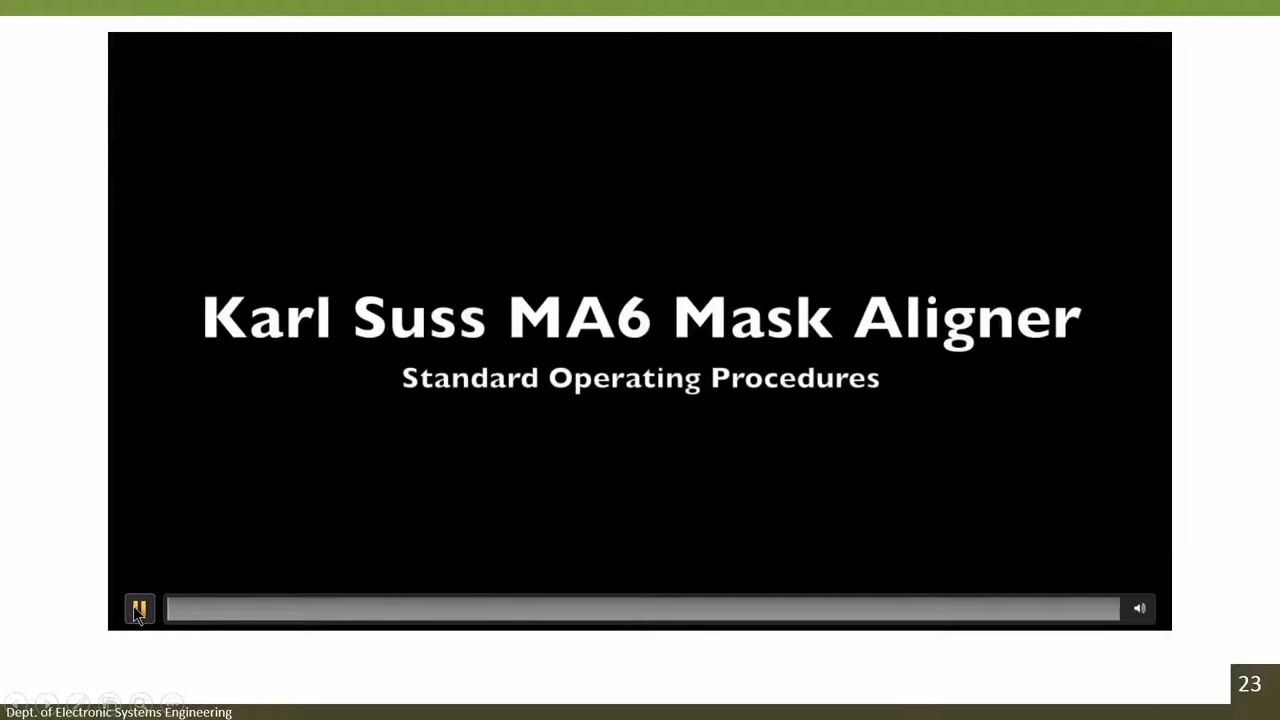 Karl Suss MA6 Mask Aligner
Standard Operating Procedures
23
Dept. of Electronic Systems Engineering